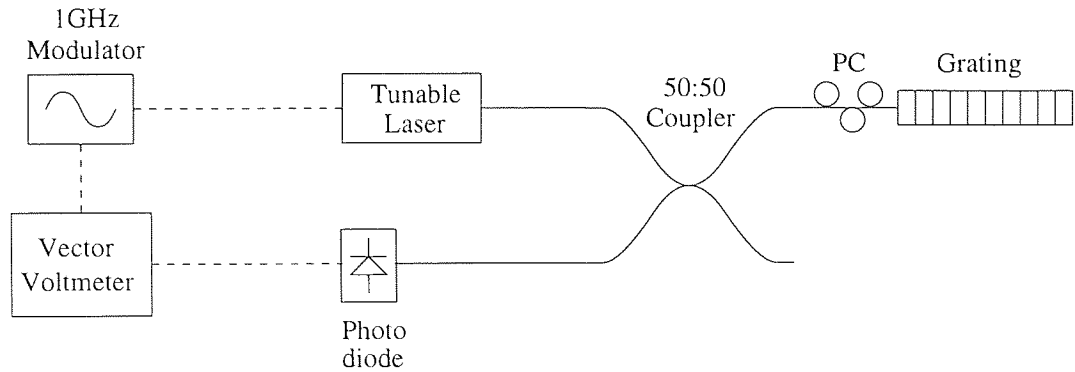 1GHz
Modulator
Tunable
Laser
50:50
Coupler
PC
Grating
Vector
Voltmeter
Photo
diode